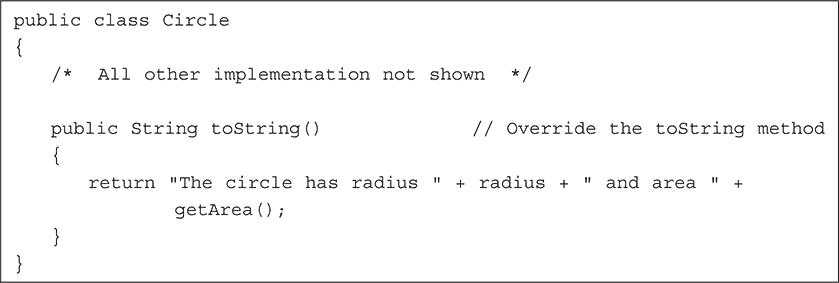 public class Circle
{
/*  All other implementation not shown  */
public String toString()            // Override the toString method
{
return "The circle has radius " + radius + " and area " +
getArea();
}
}